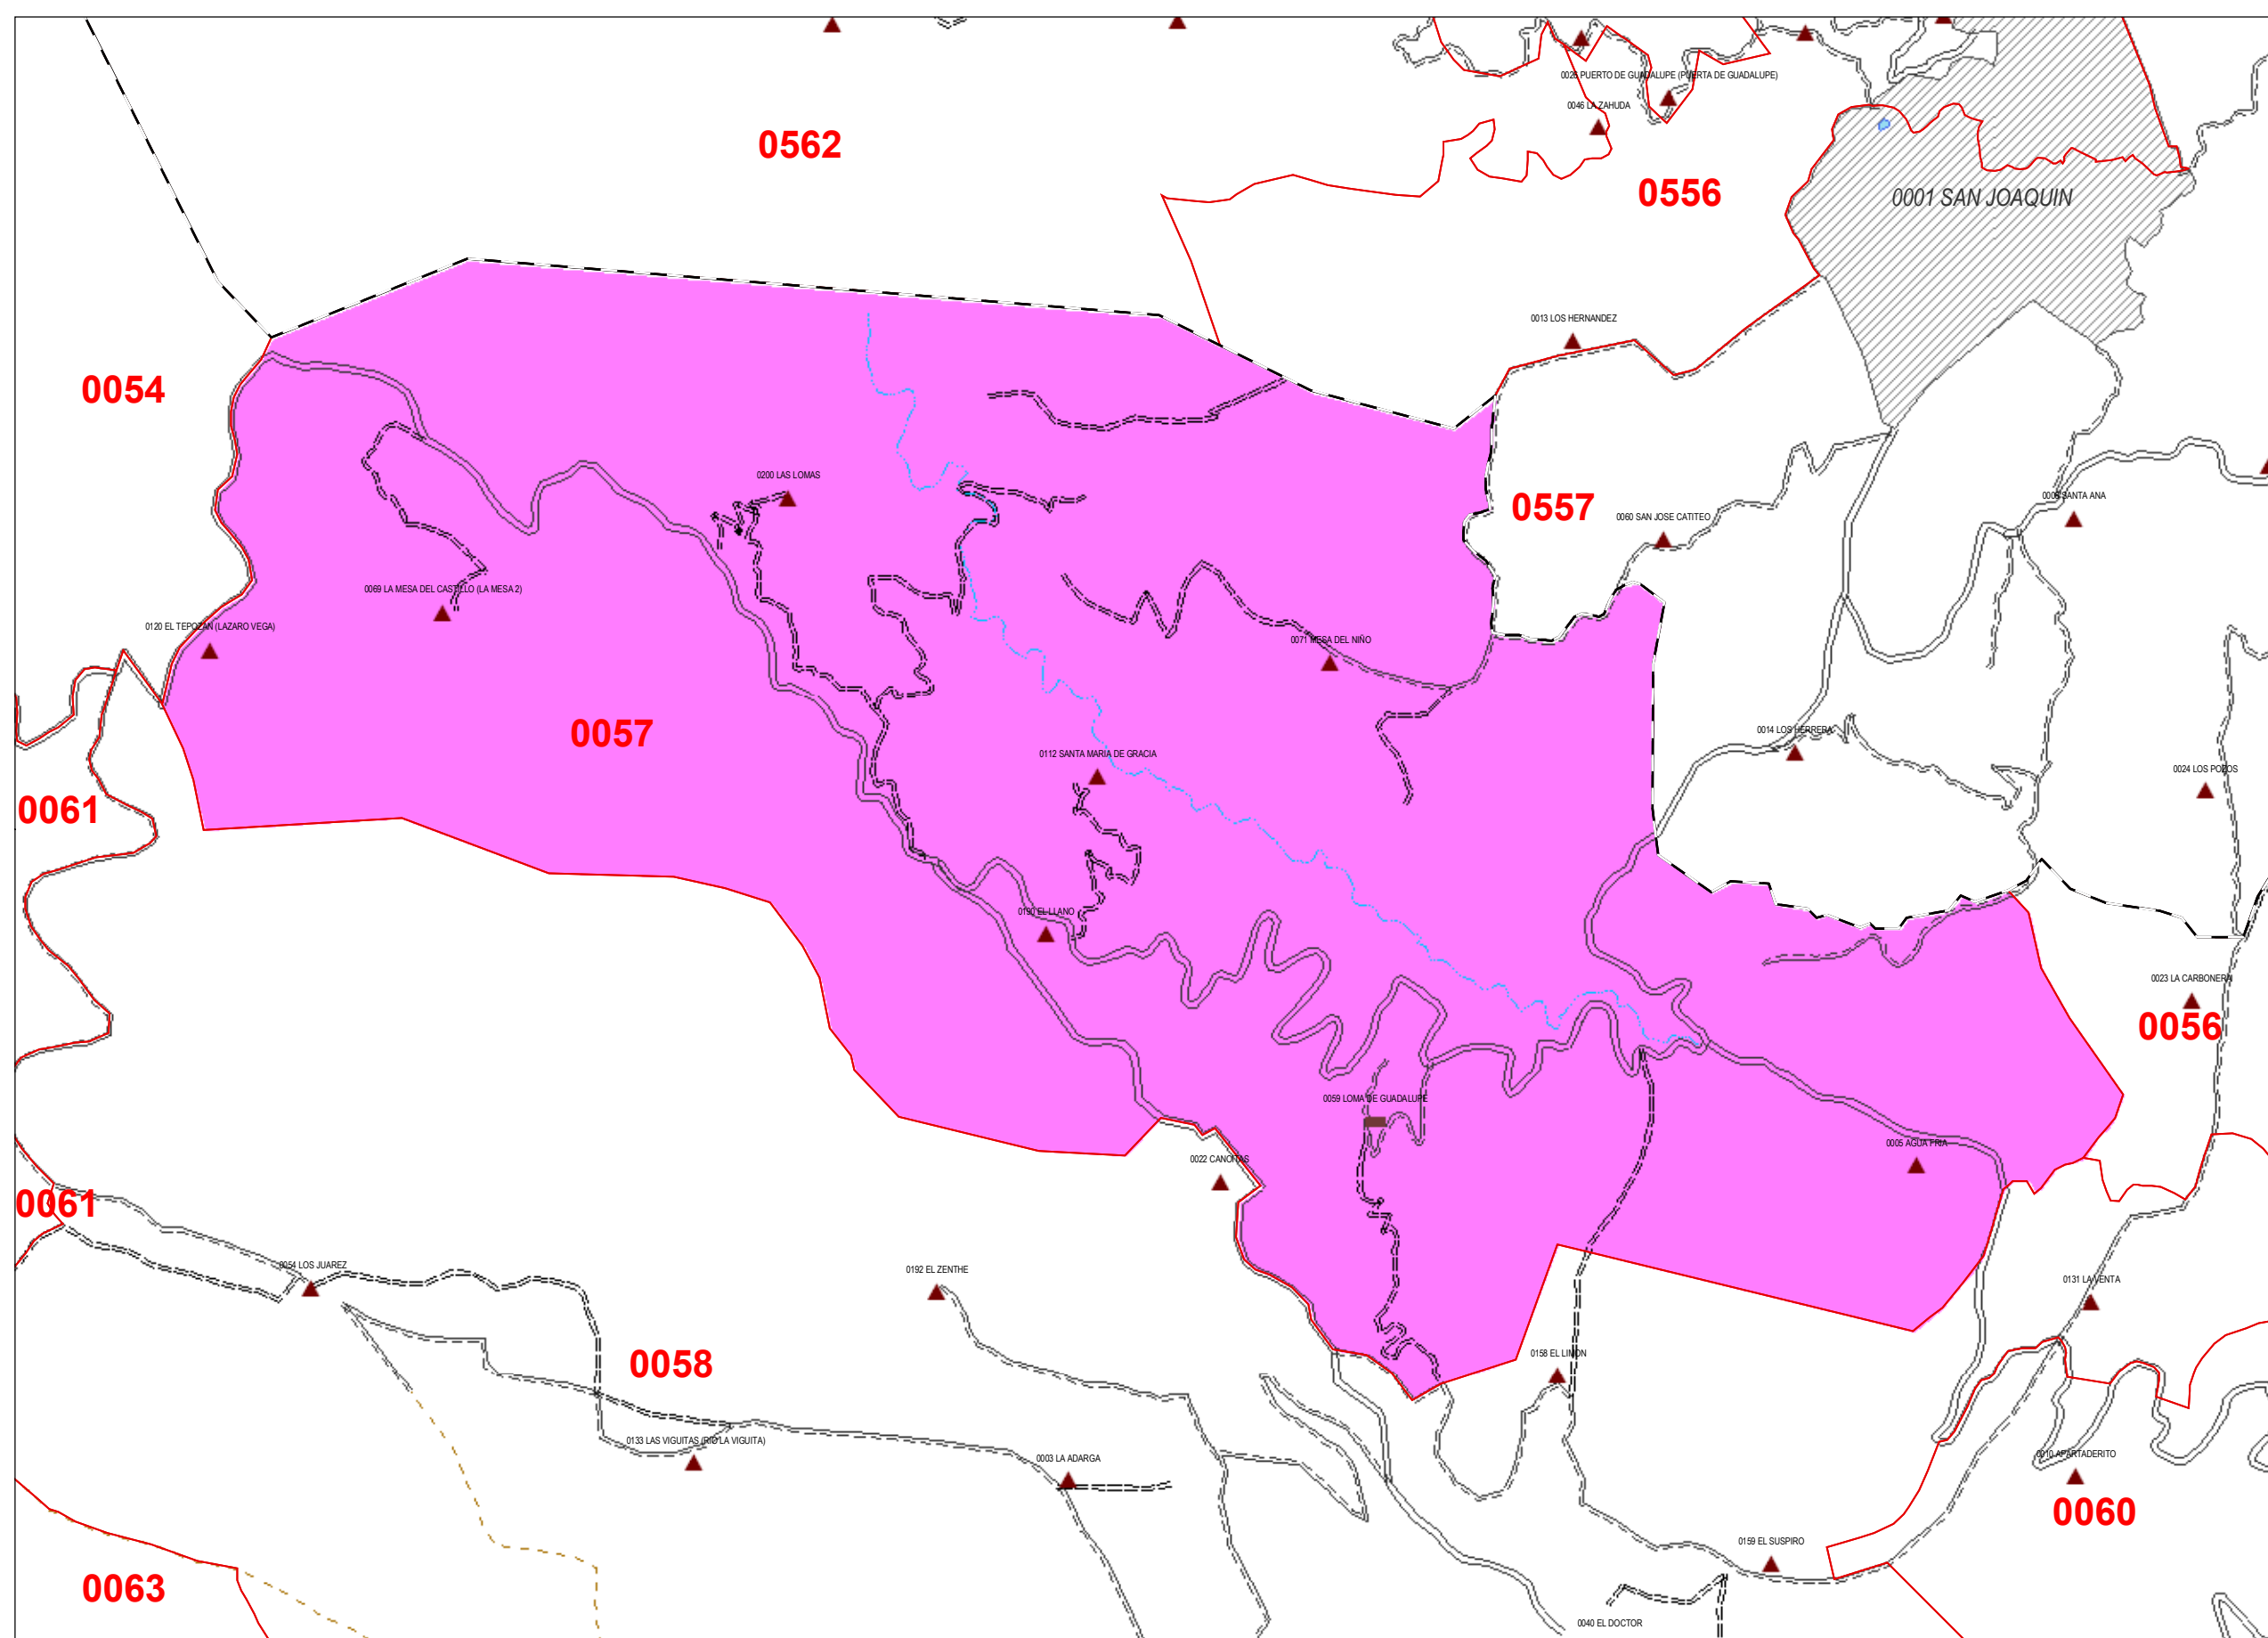 0026 PUERTO DE GUADALUPE (PUERTA DE GUADALUPE)
0046 LA ZAHUDA
0562
0556
0001 SAN JOAQUIN
0013 LOS HERNANDEZ
0054
0200 LAS LOMAS
0557
0060 SAN JOSE CATITEO
SANTA ANA
0069 LA MESA DEL CASTILLO (LA MESA 2)
0120 EL TEPOZAN (LAZARO VEGA)
0071 MESA DEL NIÑO
0057
0112 SANTA MARIA DE GRACIA
0014 LOS HERRERA
0024 LOS POZOS
0061
0190 EL LLANO
0023 LA CARBONERA
0056
0059 LOMA DE GUADALUPE
0005 AGUA FRIA
0022 CANOITAS
0061
0054 LOS JUAREZ
0192 EL ZENTHE
0131 LA VENTA
0058
0158 EL LIMON
0133 LAS VIGUITAS (RIO LA VIGUITA)
0003 LA ADARGA
0010 APARTADERITO
0060
0159 EL SUSPIRO
0063
0040 EL DOCTOR